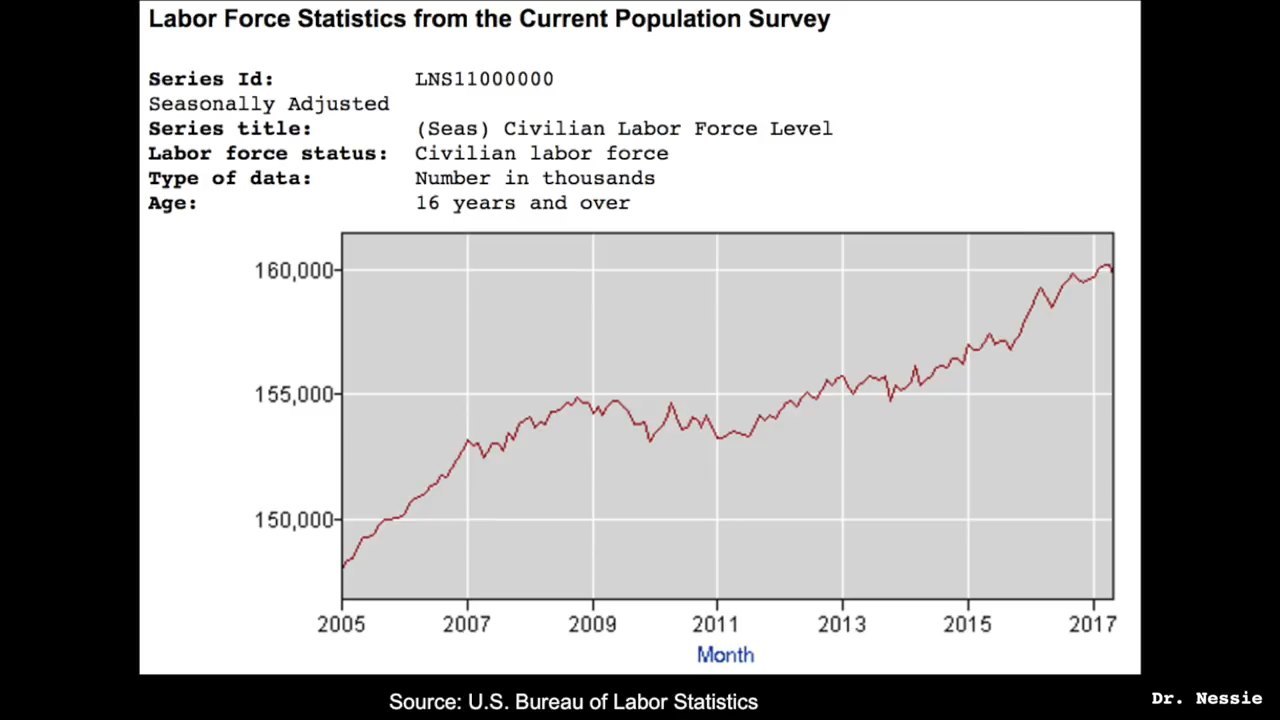 Labor Force Statistics from the Current Population Survey
Series Id: LNS11000000
Seasonally Adjusted
Series title: (Seas) Civilian Labor Force Level
Labor force status: Civilian labor force
Type of data: Number in thousands
Age: 16 years and over
160,000
155,000
150,000
2005 2007 2009 2011 2013 2015 2017
Month
Source: U.S. Bureau of Labor Statistics
Dr. Nessie